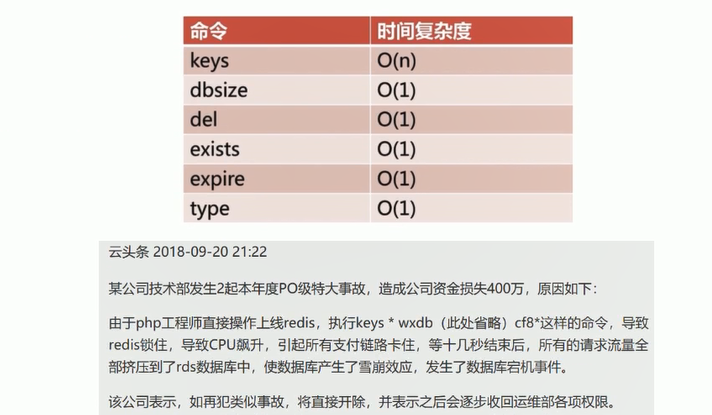 命令 时间复杂度
keys O(n)
dbsize O(1)
del O(1)
exists O(1)
expire O(1)
type O(1)
云头条 2018-09-20 21:22
某公司技术部发生2起本年度PO级特大事故，造成公司资金损失400万，原因如下：
由于php工程师直接操作上线redis，执行keys * wxdb（此处省略）cf8*这样的命令，导致
redis锁住，导致CPU飙升，引起所有支付链路卡住，等十几秒结束后，所有的请求流量全
部挤压到了rds数据库中，使数据库产生了雪崩效应，发生了数据库宕机事件。
该公司表示，如再犯类似事故，将直接开除，并表示之后会逐步收回运维部各项权限。